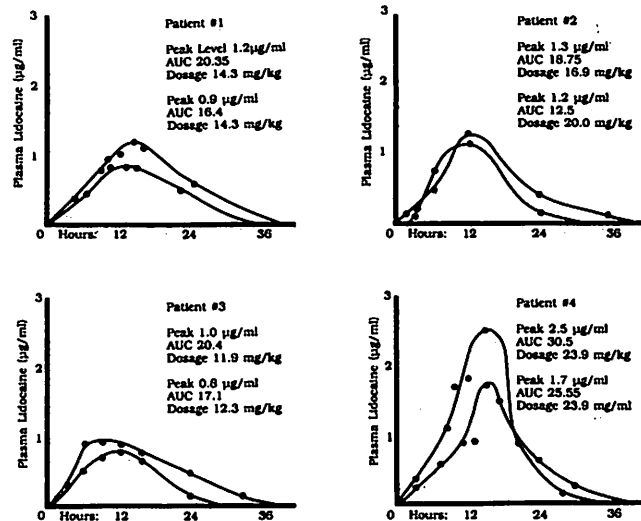 3
Patient #1
Peak Level 1.2µg/ml
AUC 20.35
Dosage 14.3 mg/kg
Peak 0.9 µg/ml
AUC 16.4
Dosage 14.3 mg/kg
2
1
Plasma Lidocaine (µg/ml)
0 Hours: 12 24 36
3
Patient #2
Peak 1.3 µg/ml
AUC 18.75
Dosage 16.9 mg/kg
Peak 1.2 µg/ml
AUC 12.5
Dosage 20.0 mg/kg
2
1
Plasma Lidocaine (µg/ml)
0 Hours: 12 24 36
3
Patient #3
Peak 1.0 µg/ml
AUC 20.4
Dosage 11.9 mg/kg
Peak 0.8 µg/ml
AUC 17.1
Dosage 12.3 mg/kg
2
1
Plasma Lidocaine (µg/ml)
0 Hours: 12 24 36
3
Patient #4
Peak 2.5 µg/ml
AUC 30.5
Dosage 23.9 mg/kg
Peak 1.7 µg/ml
AUC 25.55
Dosage 23.9 mg/ml
2
1
Plasma Lidocaine (µg/ml)
0 Hours: 12 24 36